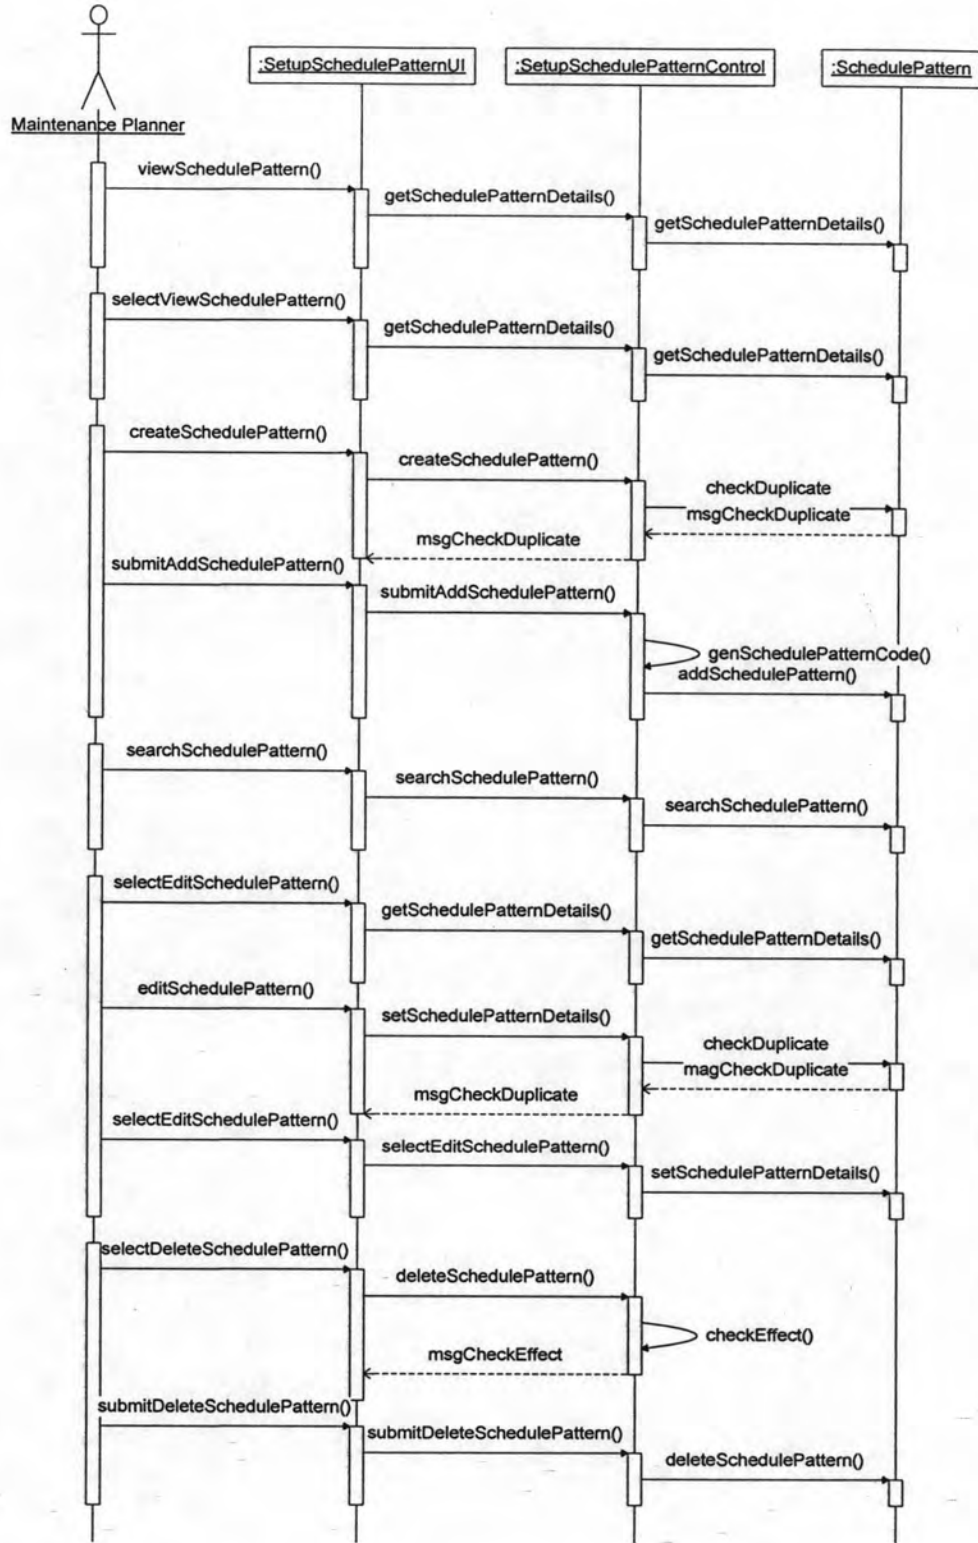 :SetupSchedulePatternUI
:SetupSchedulePatternControl
:SchedulePattern
Maintenance Planner
viewSchedulePattern()
getSchedulePatternDetails()
getSchedulePatternDetails()
selectViewSchedulePattern()
getSchedulePatternDetails()
getSchedulePatternDetails()
createSchedulePattern()
createSchedulePattern()
checkDuplicate
msgCheckDuplicate
msgCheckDuplicate
submitAddSchedulePattern()
submitAddSchedulePattern()
genSchedulePatternCode()
addSchedulePattern()
searchSchedulePattern()
searchSchedulePattern()
searchSchedulePattern()
selectEditSchedulePattern()
getSchedulePatternDetails()
getSchedulePatternDetails()
editSchedulePattern()
setSchedulePatternDetails()
checkDuplicate
magCheckDuplicate
msgCheckDuplicate
selectEditSchedulePattern()
selectEditSchedulePattern()
setSchedulePatternDetails()
selectDeleteSchedulePattern()
deleteSchedulePattern()
checkEffect()
msgCheckEffect
submitDeleteSchedulePattern()
submitDeleteSchedulePattern()
deleteSchedulePattern()